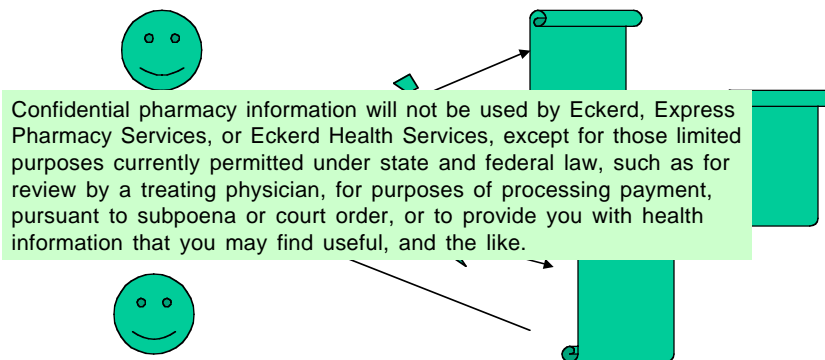 Confidential pharmacy information will not be used by Eckerd, Express
Pharmacy Services, or Eckerd Health Services, except for those limited
purposes currently permitted under state and federal law, such as for
review by a treating physician, for purposes of processing payment,
pursuant to subpoena or court order, or to provide you with health
information that you may find useful, and the like.